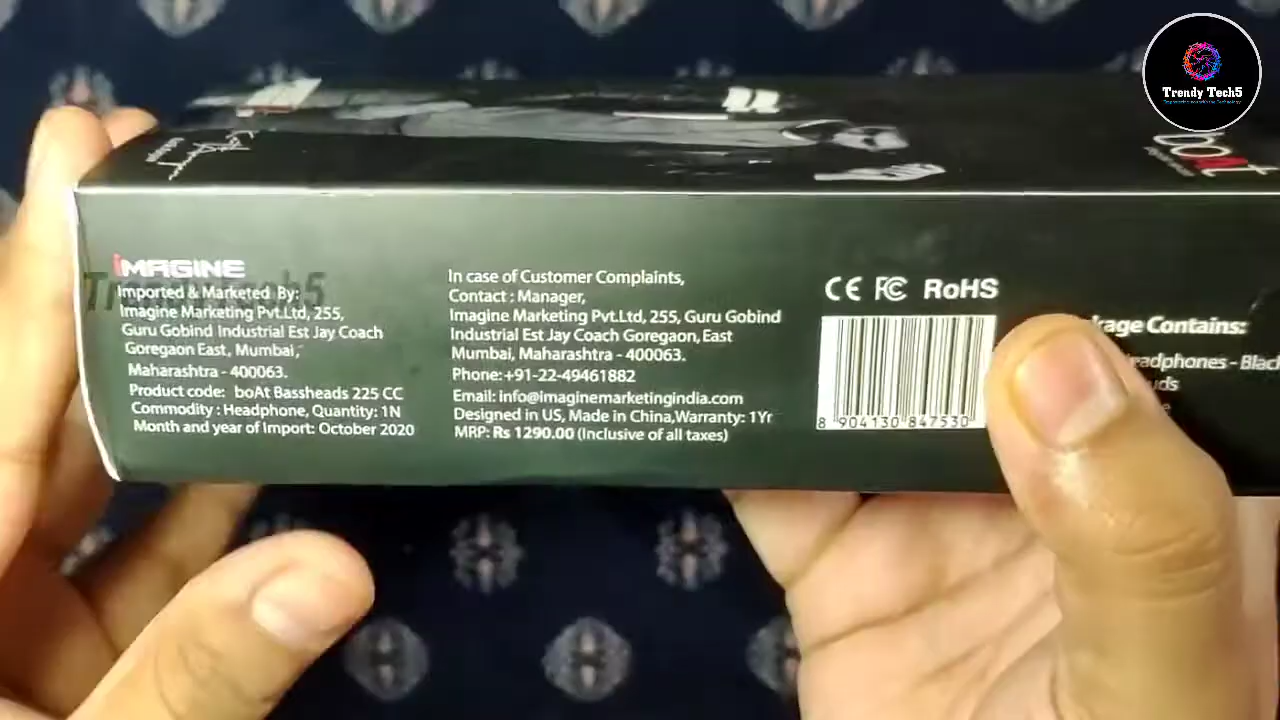 Trendy Tech5
boAt
iMAGINE
Imported & Marketed By:
Imagine Marketing Pvt.Ltd, 255,
Guru Gobind Industrial Est Jay Coach
Goregaon East, Mumbai,
Maharashtra - 400063.
Product code: boAt Bassheads 225 CC
Commodity : Headphone, Quantity: 1N
Month and year of Import: October 2020
In case of Customer Complaints,
Contact : Manager,
Imagine Marketing Pvt.Ltd, 255, Guru Gobind
Industrial Est Jay Coach Goregaon, East
Mumbai, Maharashtra - 400063.
Phone:+91-22-49461882
Email: info@imaginemarketingindia.com
Designed in US, Made in China,Warranty: 1Yr
MRP: Rs 1290.00 (Inclusive of all taxes)
CE FC RoHS
8 904130 847530
Contains: